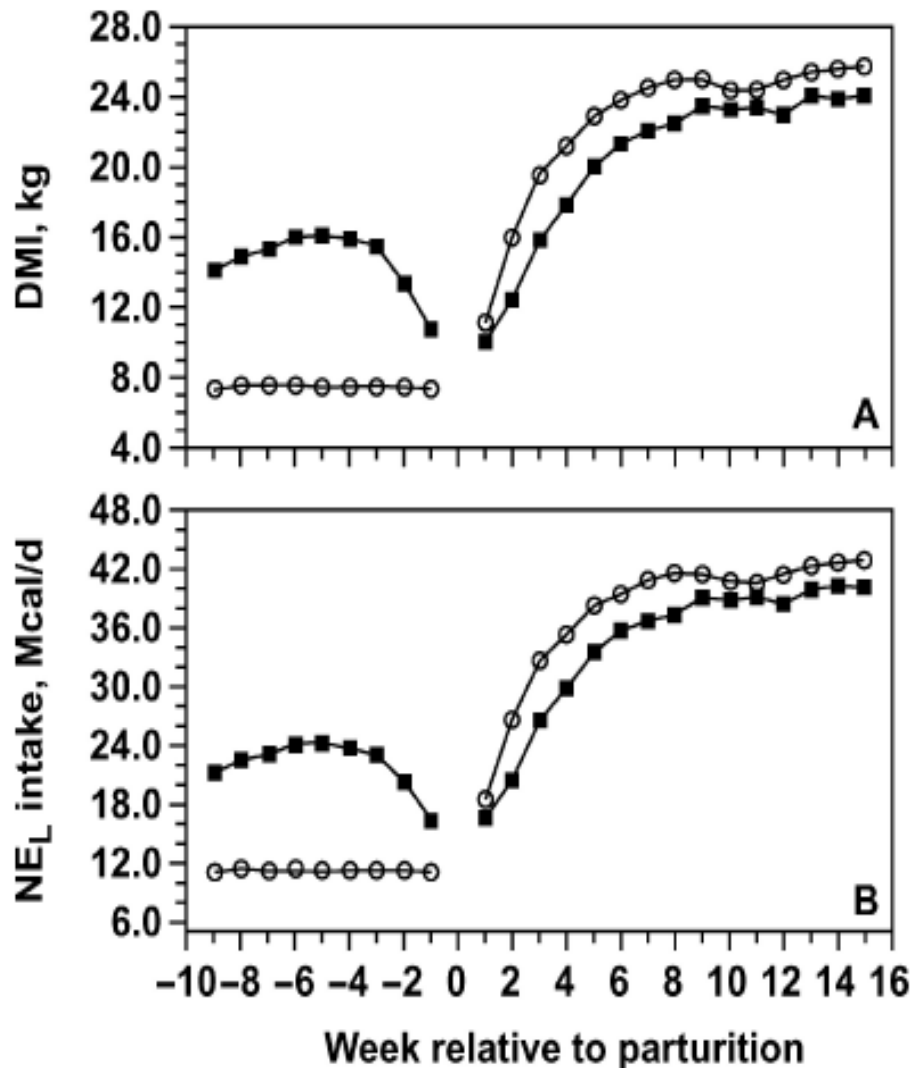 28.0
24.0
20.0
16.0
12.0
8.0
4.0
DMI, kg
A
48.0
42.0
36.0
30.0
24.0
18.0
12.0
6.0
NEL intake, Mcal/d
B
−10 −8 −6 −4 −2 0 2 4 6 8 10 12 14 16
Week relative to parturition